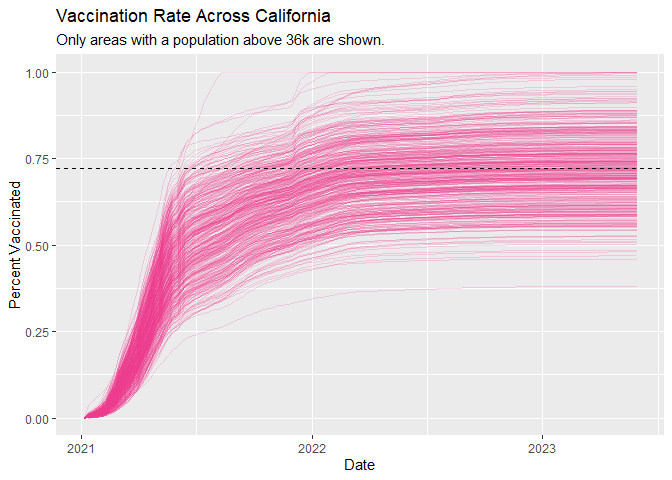 Vaccination Rate Across California
Only areas with a population above 36k are shown.
Percent Vaccinated
1.00
0.75
0.50
0.25
0.00
2021
2022
2023
Date